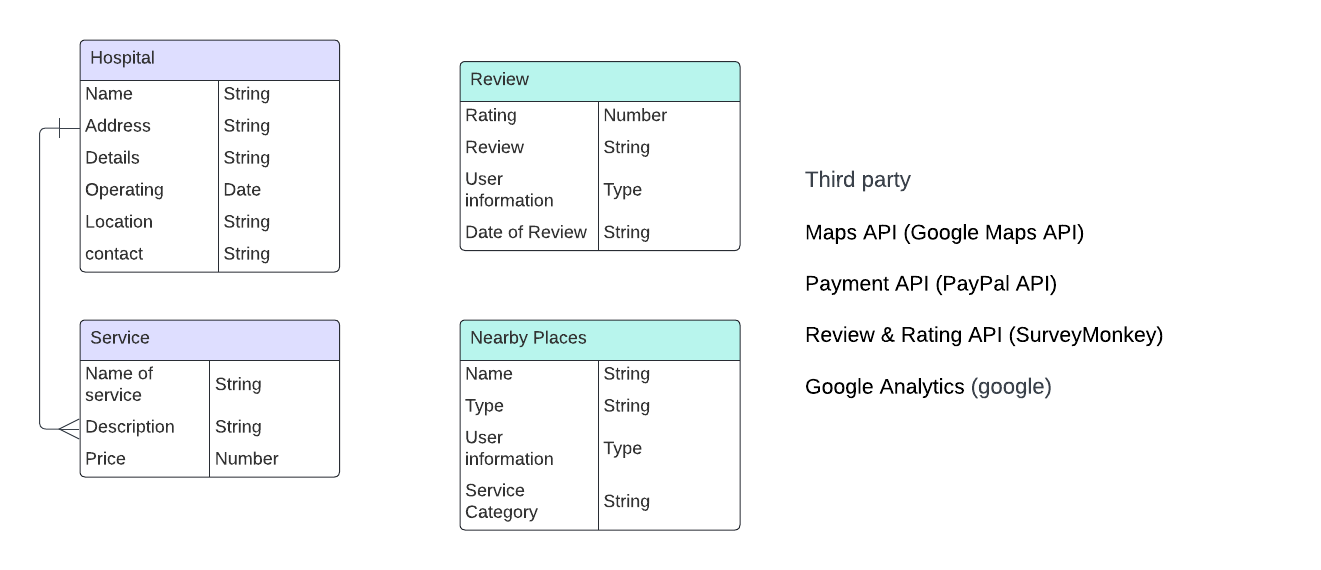 Hospital
Name String
Address String
Details String
Operating Date
Location String
contact String
Service
Name of
service String
Description String
Price Number
Review
Rating Number
Review String
User
information Type
Date of Review String
Nearby Places
Name String
Type String
User
information Type
Service
Category String
Third party
Maps API (Google Maps API)
Payment API (PayPal API)
Review & Rating API (SurveyMonkey)
Google Analytics (google)